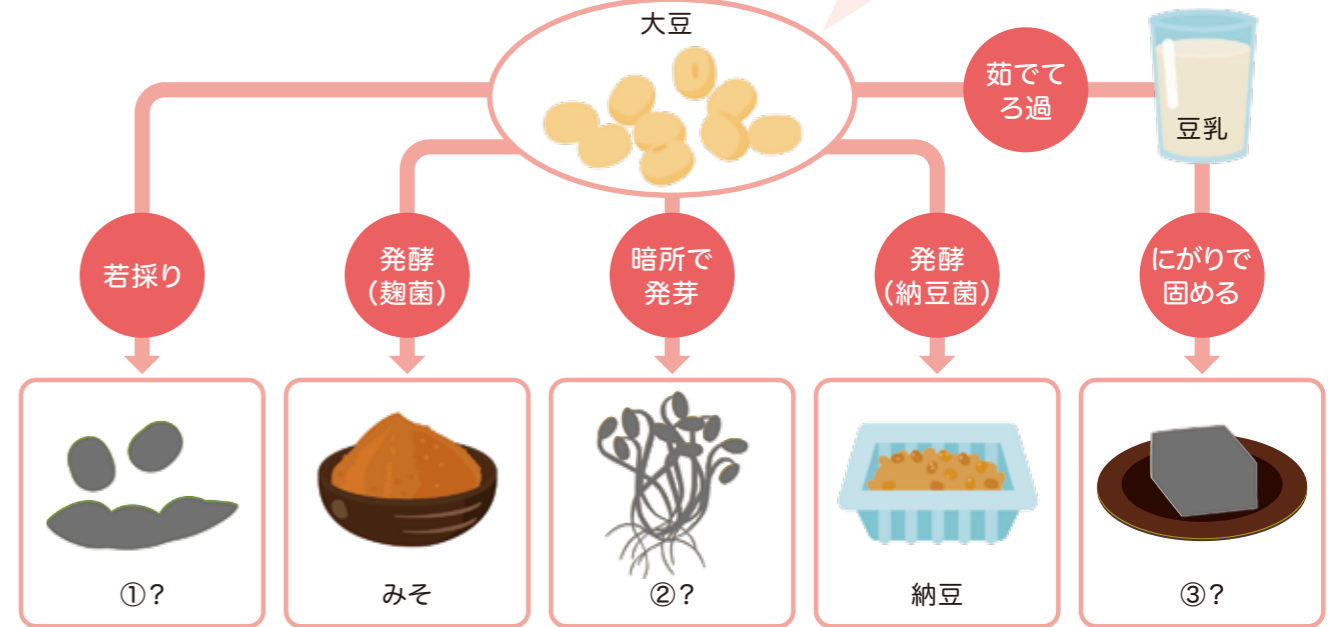 大豆
茹でて
ろ過
豆乳
若採り
発酵
（麹菌）
暗所で
発芽
発酵
（納豆菌）
にがりで
固める
①？
みそ
②？
納豆
③？